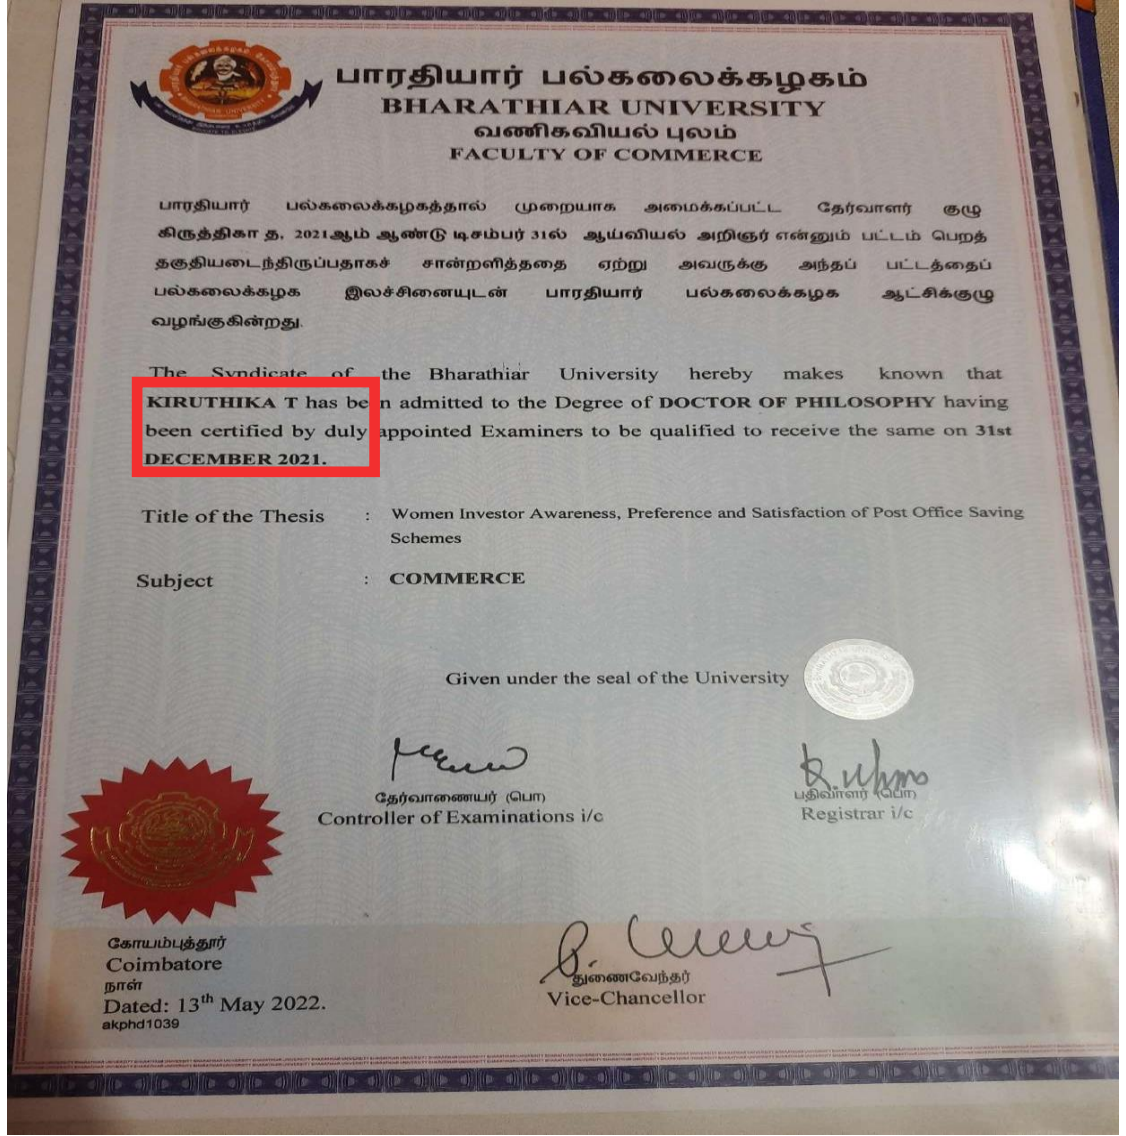 பாரதியார் பல்கலைக்கழகம்
BHARATHIAR UNIVERSITY
வணிகவியல் புலம்
FACULTY OF COMMERCE
பாரதியார் பல்கலைக்கழகத்தால் முறையாக அமைக்கப்பட்ட தேர்வாளர் குழு
கிருத்திகா த, 2021ஆம் ஆண்டு டிசம்பர் 31ல் ஆய்வியல் அறிஞர் என்னும் பட்டம் பெறத்
தகுதியடைந்திருப்பதாகச் சான்றளித்ததை ஏற்று அவருக்கு அந்தப் பட்டத்தைப்
பல்கலைக்கழக இலச்சினையுடன் பாரதியார் பல்கலைக்கழக ஆட்சிக்குழு
வழங்குகின்றது.
The Syndicate of the Bharathiar University hereby makes known that
KIRUTHIKA T has been admitted to the Degree of DOCTOR OF PHILOSOPHY having
been certified by duly appointed Examiners to be qualified to receive the same on 31st
DECEMBER 2021.
Title of the Thesis : Women Investor Awareness, Preference and Satisfaction of Post Office Saving
Schemes
Subject : COMMERCE
Given under the seal of the University
தேர்வாணையர் (பொ)
Controller of Examinations i/c
பதிவாளர் (பொ)
Registrar i/c
கோயம்புத்தூர்
Coimbatore
நாள்
Dated: 13th May 2022.
akphd1039
துணைவேந்தர்
Vice-Chancellor